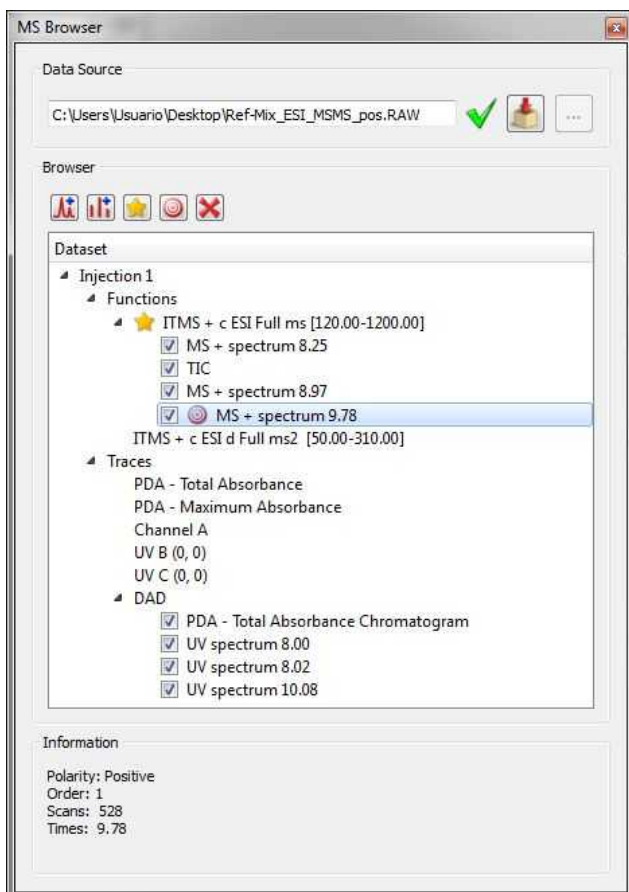 MS Browser
Data Source
C:\Users\Usuario\Desktop\Ref-Mix_ESI_MSMS_pos.RAW
...
Browser
Dataset
Injection 1
Functions
ITMS + c ESI Full ms [120.00-1200.00]
MS + spectrum 8.25
TIC
MS + spectrum 8.97
MS + spectrum 9.78
ITMS + c ESI d Full ms2 [50.00-310.00]
Traces
PDA - Total Absorbance
PDA - Maximum Absorbance
Channel A
UV B (0, 0)
UV C (0, 0)
DAD
PDA - Total Absorbance Chromatogram
UV spectrum 8.00
UV spectrum 8.02
UV spectrum 10.08
Information
Polarity: Positive
Order: 1
Scans: 528
Times: 9.78